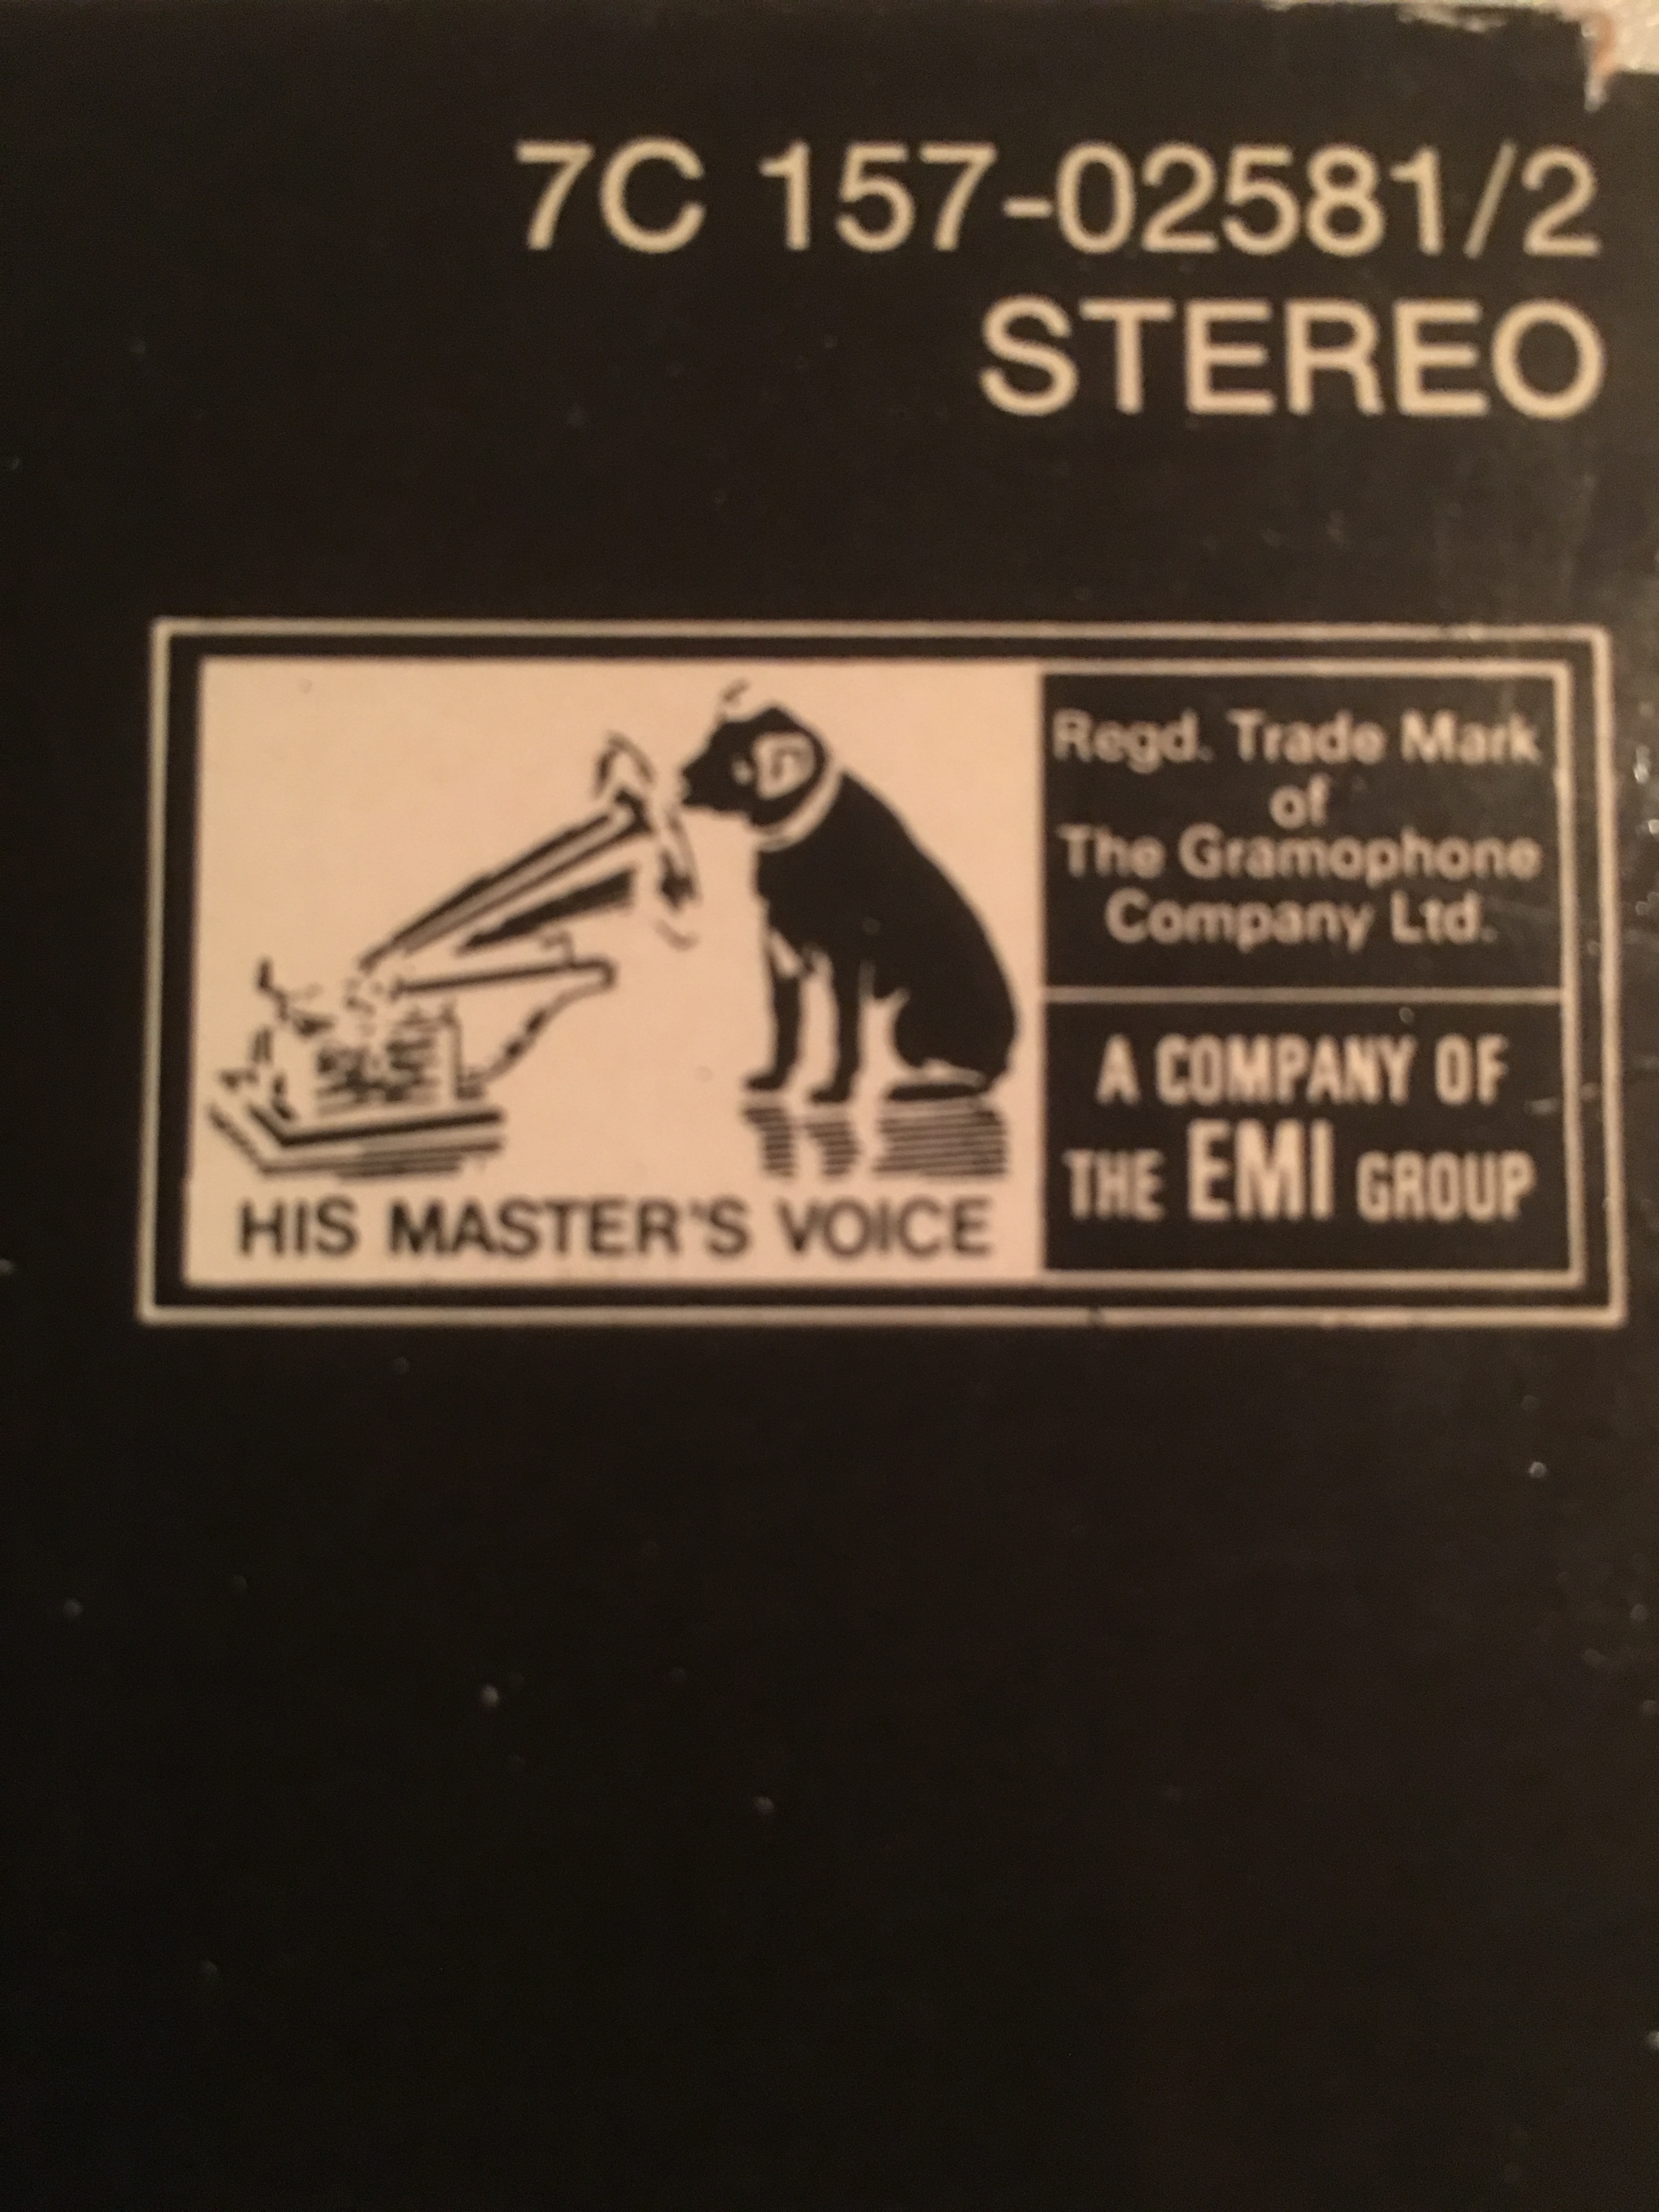 7C 157-02581/2
STEREO
HIS MASTER'S VOICE
Regd. Trade Mark
of
The Gramophone
Company Ltd.
A COMPANY OF
THE EMI GROUP